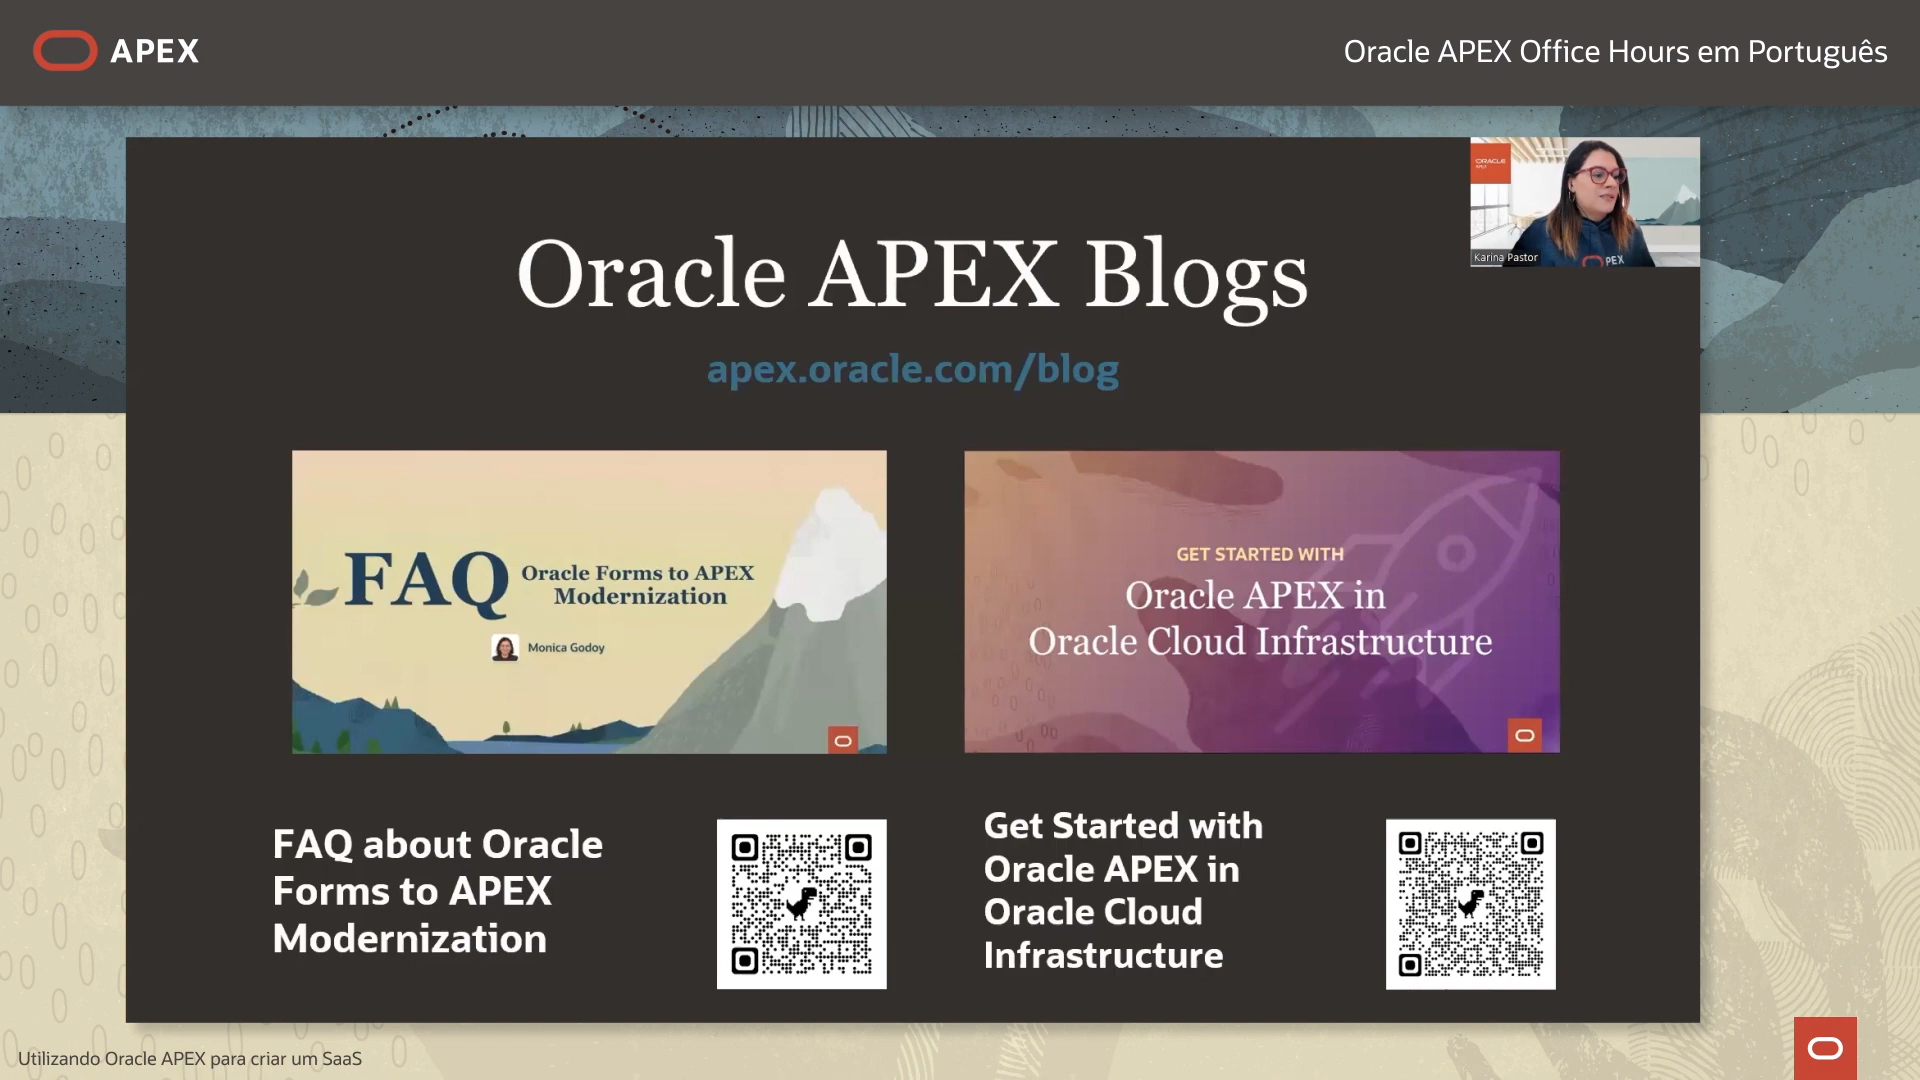 APEX
Oracle APEX Office Hours em Português
ORACLE
Karina Pastor
PEX
Oracle APEX Blogs
apex.oracle.com/blog
FAQ
Oracle Forms to APEX
Modernization
Monica Godoy
GET STARTED WITH
Oracle APEX in
Oracle Cloud Infrastructure
FAQ about Oracle
Forms to APEX
Modernization
Get Started with
Oracle APEX in
Oracle Cloud
Infrastructure
Utilizando Oracle APEX para criar um SaaS